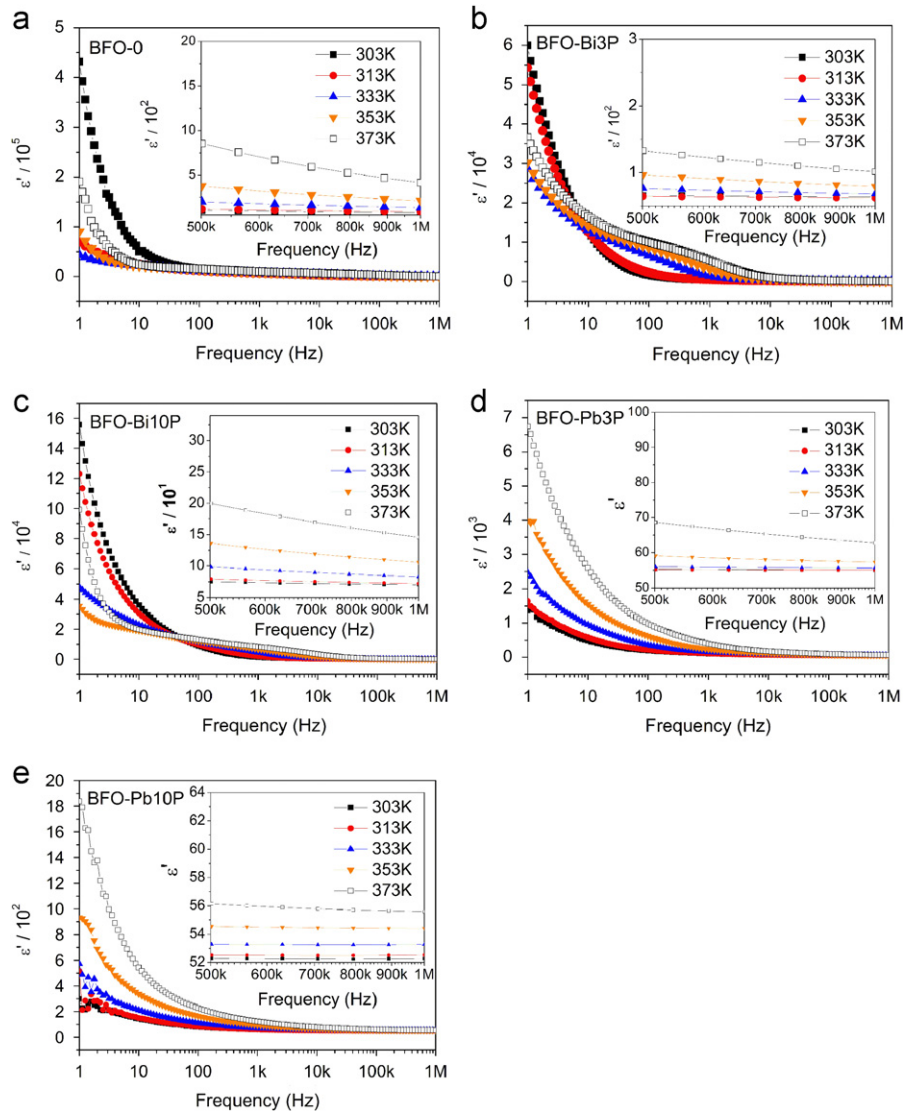 a
BFO-0
ε' / 10^5
5
4
3
2
1
0
1 10 100 1k 10k 100k 1M
Frequency (Hz)
ε' / 10^2
20
15
10
5
0
500k 600k 700k 800k 900k 1M
Frequency (Hz)
303K
313K
333K
353K
373K
b
BFO-Bi3P
ε' / 10^4
6
5
4
3
2
1
0
1 10 100 1k 10k 100k 1M
Frequency (Hz)
ε' / 10^2
3
2
1
500k 600k 700k 800k 900k 1M
Frequency (Hz)
303K
313K
333K
353K
373K
c
BFO-Bi10P
ε' / 10^4
16
14
12
10
8
6
4
2
0
1 10 100 1k 10k 100k 1M
Frequency (Hz)
ε' / 10^1
30
25
20
15
10
5
500k 600k 700k 800k 900k 1M
Frequency (Hz)
303K
313K
333K
353K
373K
d
BFO-Pb3P
ε' / 10^3
7
6
5
4
3
2
1
0
1 10 100 1k 10k 100k 1M
Frequency (Hz)
ε'
100
90
80
70
60
50
500k 600k 700k 800k 900k 1M
Frequency (Hz)
303K
313K
333K
353K
373K
e
BFO-Pb10P
ε' / 10^2
20
18
16
14
12
10
8
6
4
2
0
1 10 100 1k 10k 100k 1M
Frequency (Hz)
ε'
64
62
60
58
56
54
52
500k 600k 700k 800k 900k 1M
Frequency (Hz)
303K
313K
333K
353K
373K